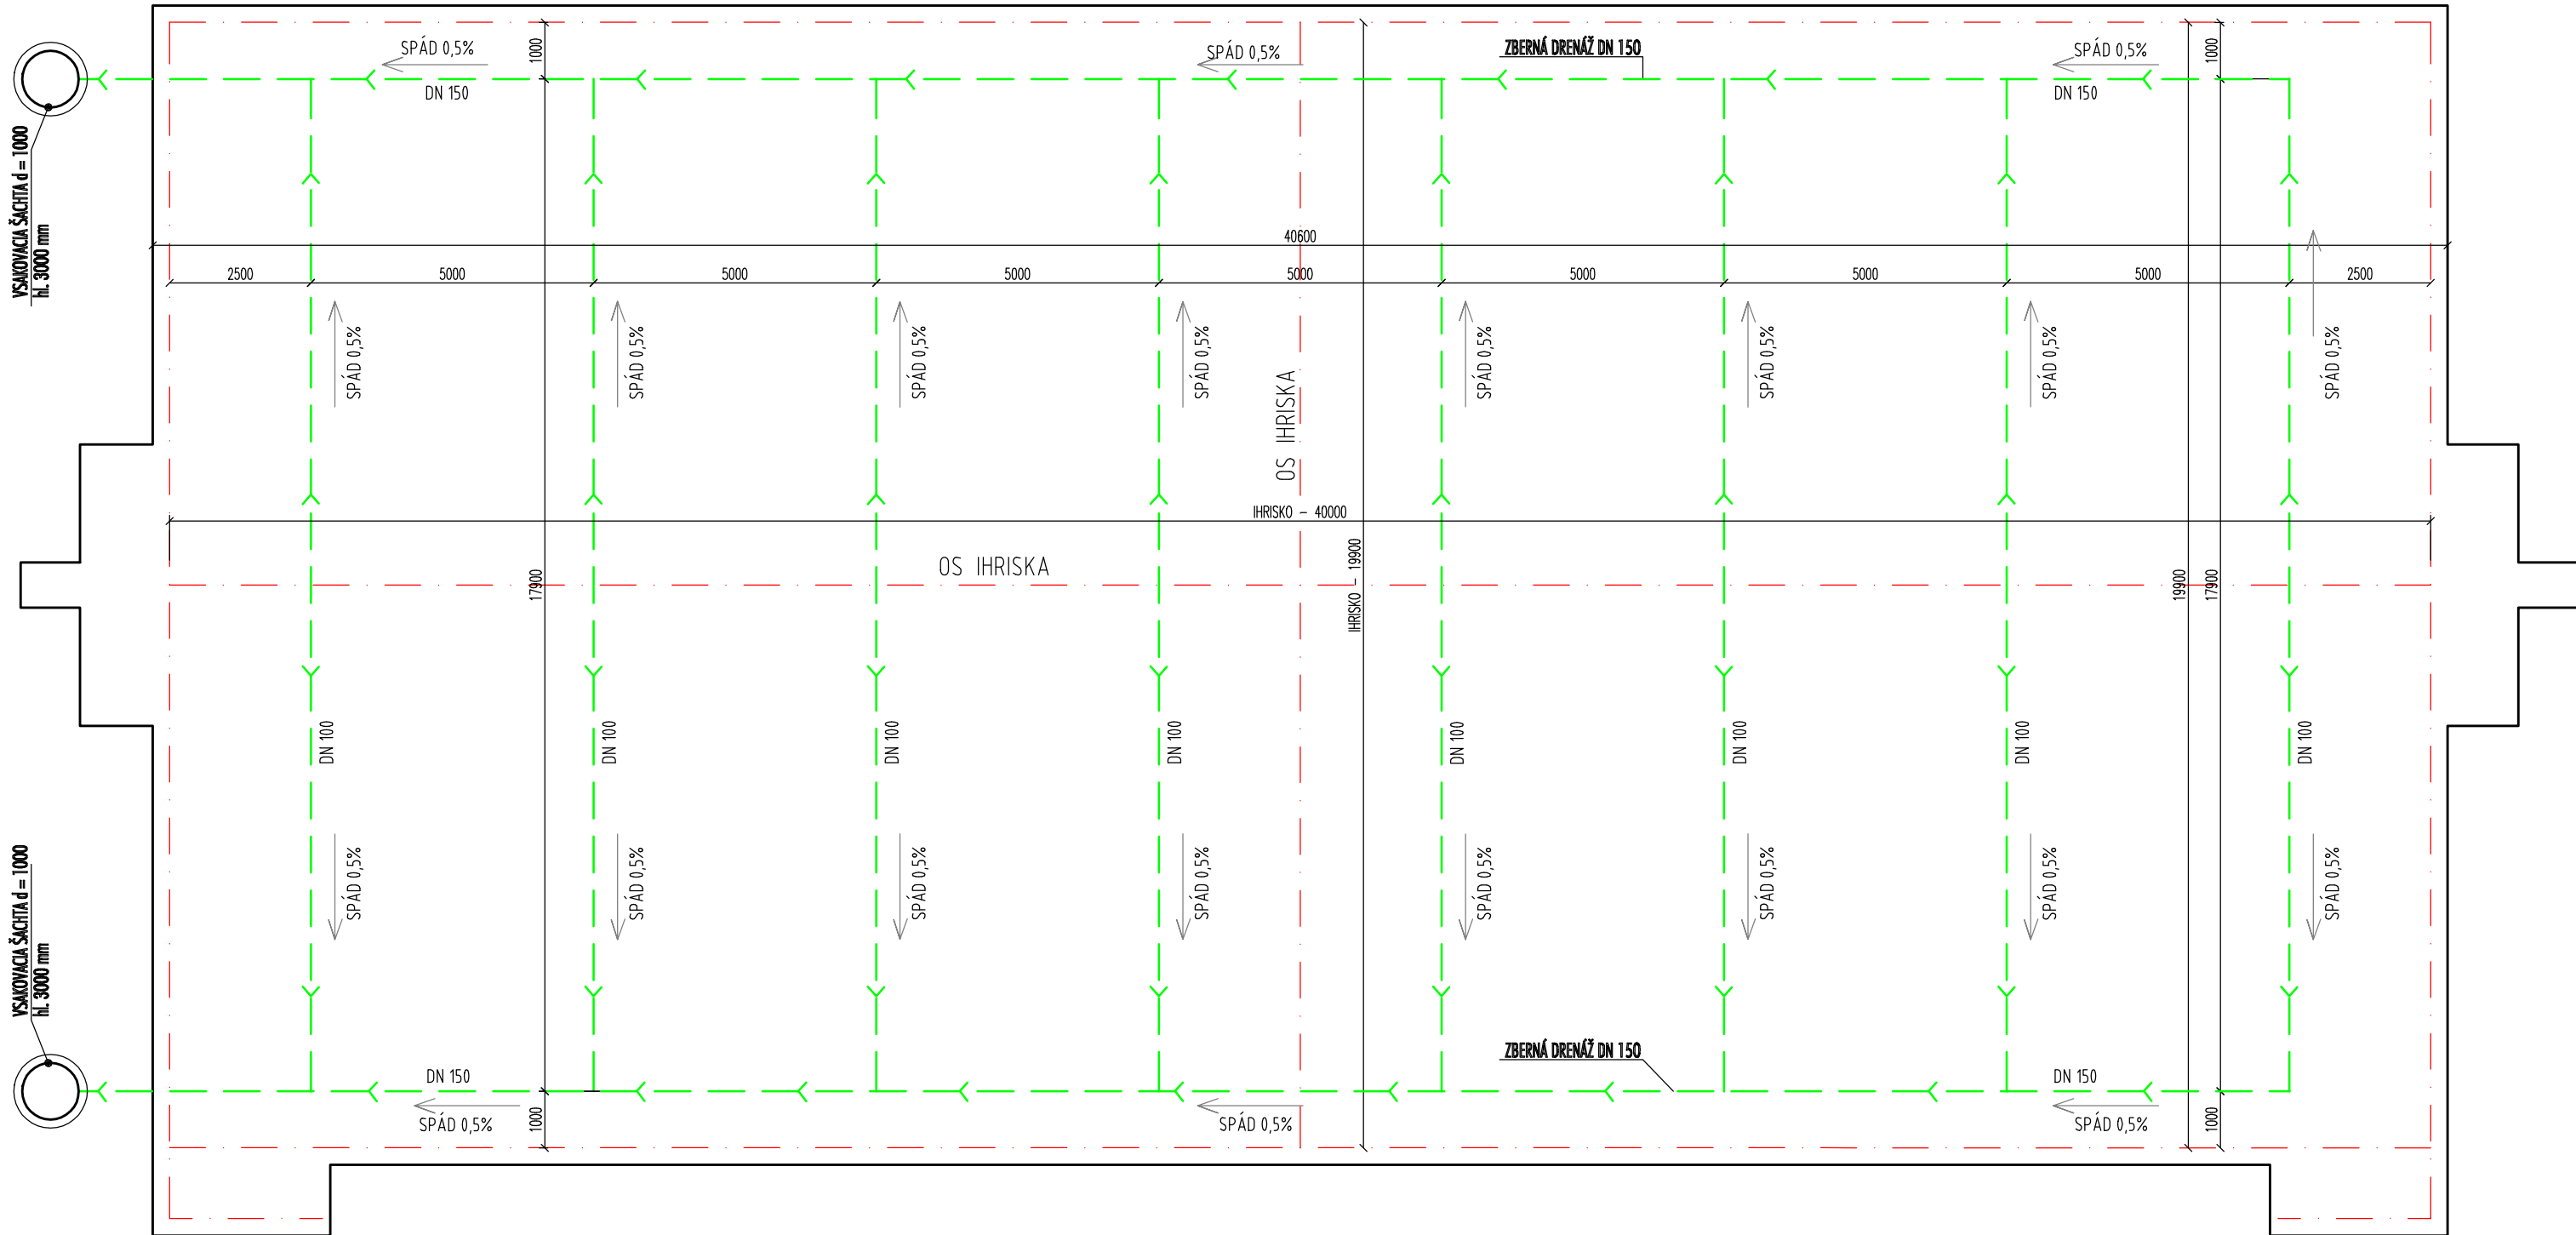 SPÁD 0,5%
1000
SPÁD 0,5%
ZBERNÁ DRENÁŽ DN 150
SPÁD 0,5%
1000
DN 150
DN 150
VSAKOVACIA ŠACHTA d = 1000
hl. 3000 mm
40600
2500
5000
5000
5000
5000
5000
5000
5000
2500
SPÁD 0,5%
SPÁD 0,5%
SPÁD 0,5%
SPÁD 0,5%
SPÁD 0,5%
SPÁD 0,5%
SPÁD 0,5%
SPÁD 0,5%
OS IHRISKA
IHRISKO - 40000
OS IHRISKA
17900
IHRISKO - 19900
19900
17900
DN 100
DN 100
DN 100
DN 100
DN 100
DN 100
DN 100
DN 100
VSAKOVACIA ŠACHTA d = 1000
hl. 3000 mm
SPÁD 0,5%
SPÁD 0,5%
SPÁD 0,5%
SPÁD 0,5%
SPÁD 0,5%
SPÁD 0,5%
SPÁD 0,5%
SPÁD 0,5%
ZBERNÁ DRENÁŽ DN 150
DN 150
DN 150
SPÁD 0,5%
1000
SPÁD 0,5%
SPÁD 0,5%
1000